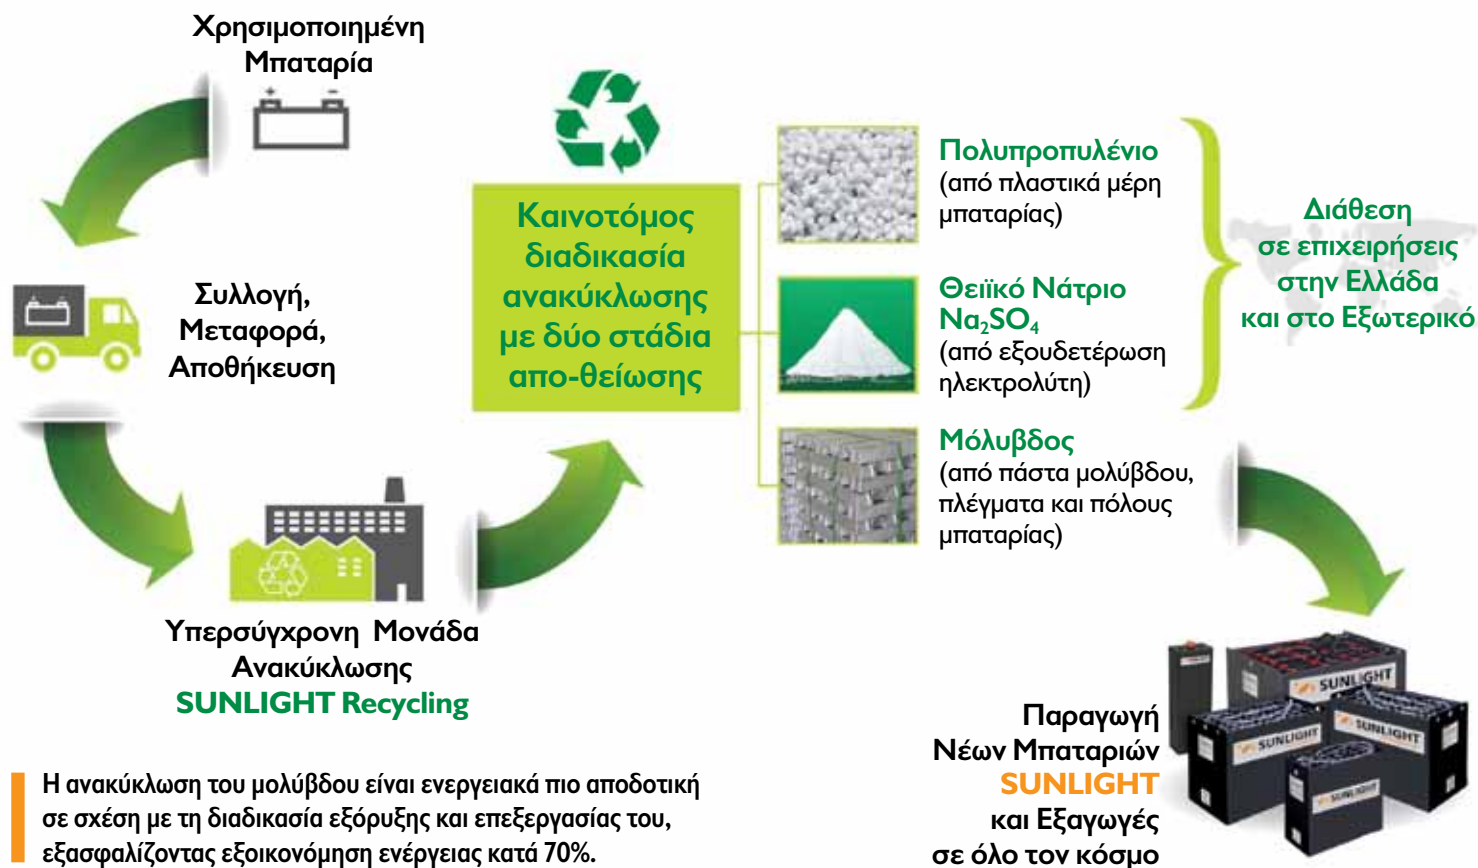 Χρησιμοποιημένη
Μπαταρία
Συλλογή,
Μεταφορά,
Αποθήκευση
Υπερσύγχρονη Μονάδα
Ανακύκλωσης
SUNLIGHT Recycling
Καινοτόμος
διαδικασία
ανακύκλωσης
με δύο στάδια
απο-θείωσης
Πολυπροπυλένιο
(από πλαστικά μέρη
μπαταρίας)
Θειϊκό Νάτριο
Na₂SO₄
(από εξουδετέρωση
ηλεκτρολύτη)
Μόλυβδος
(από πάστα μολύβδου,
πλέγματα και πόλους
μπαταρίας)
Διάθεση
σε επιχειρήσεις
στην Ελλάδα
και στο Εξωτερικό
Παραγωγή
Νέων Μπαταριών
SUNLIGHT
και Εξαγωγές
σε όλο τον κόσμο
SUNLIGHT
SUNLIGHT
SUNLIGHT
SUNLIGHT
Η ανακύκλωση του μολύβδου είναι ενεργειακά πιο αποδοτική
σε σχέση με τη διαδικασία εξόρυξης και επεξεργασίας του,
εξασφαλίζοντας εξοικονόμηση ενέργειας κατά 70%.